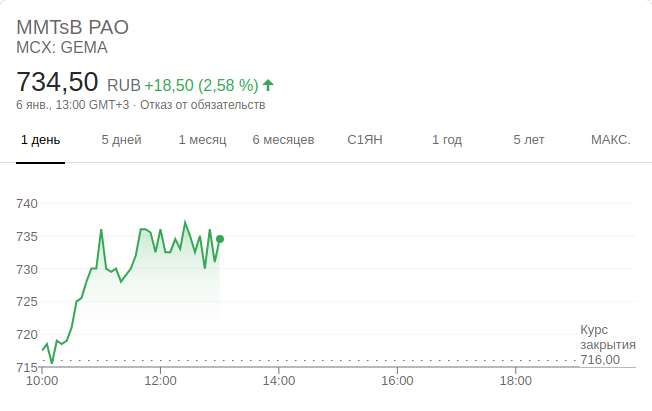 MMTsB PAO
MCX: GEMA
734,50 RUB +18,50 (2,58 %)
6 янв., 13:00 GMT+3 · Отказ от обязательств
1 день 5 дней 1 месяц 6 месяцев С1ЯН 1 год 5 лет МАКС.
740
735
730
725
720
715
Курс
закрытия
716,00
10:00 12:00 14:00 16:00 18:00